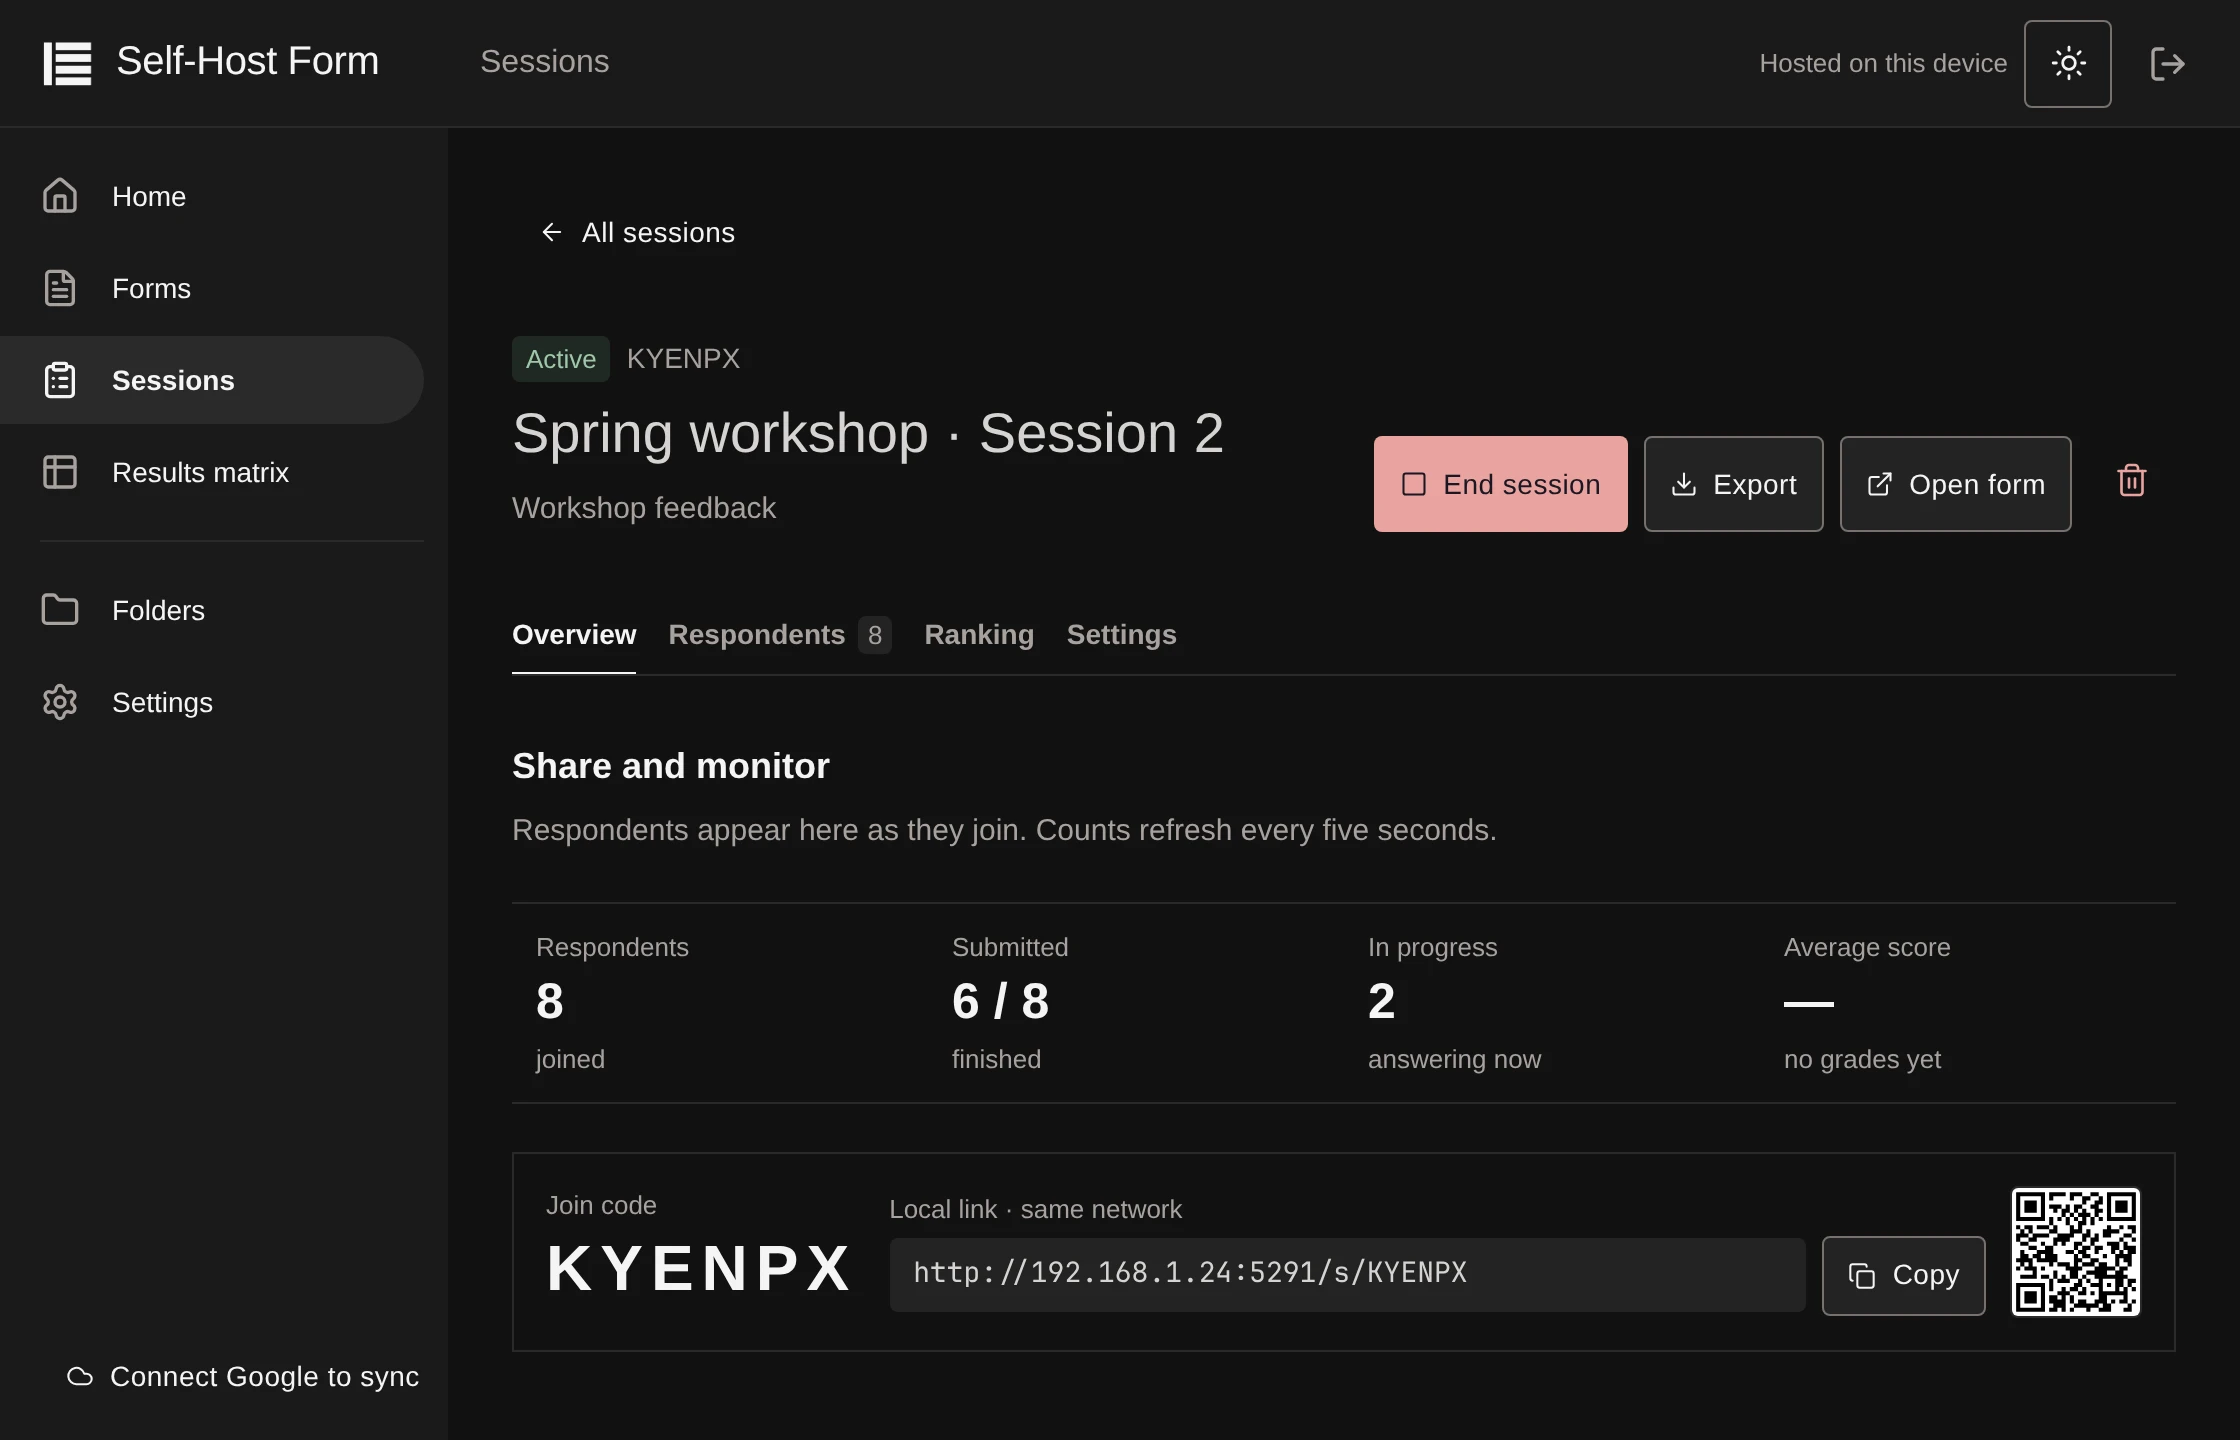 Self-Host Form
Sessions
Hosted on this device
Home
Forms
Sessions
Results matrix
Folders
Settings
Connect Google to sync
All sessions
Active KYENPX
Spring workshop · Session 2
Workshop feedback
End session
Export
Open form
Overview Respondents 8 Ranking Settings
Share and monitor
Respondents appear here as they join. Counts refresh every five seconds.
Respondents
8
joined
Submitted
6 / 8
finished
In progress
2
answering now
Average score
—
no grades yet
Join code
KYENPX
Local link · same network
http://192.168.1.24:5291/s/KYENPX
Copy